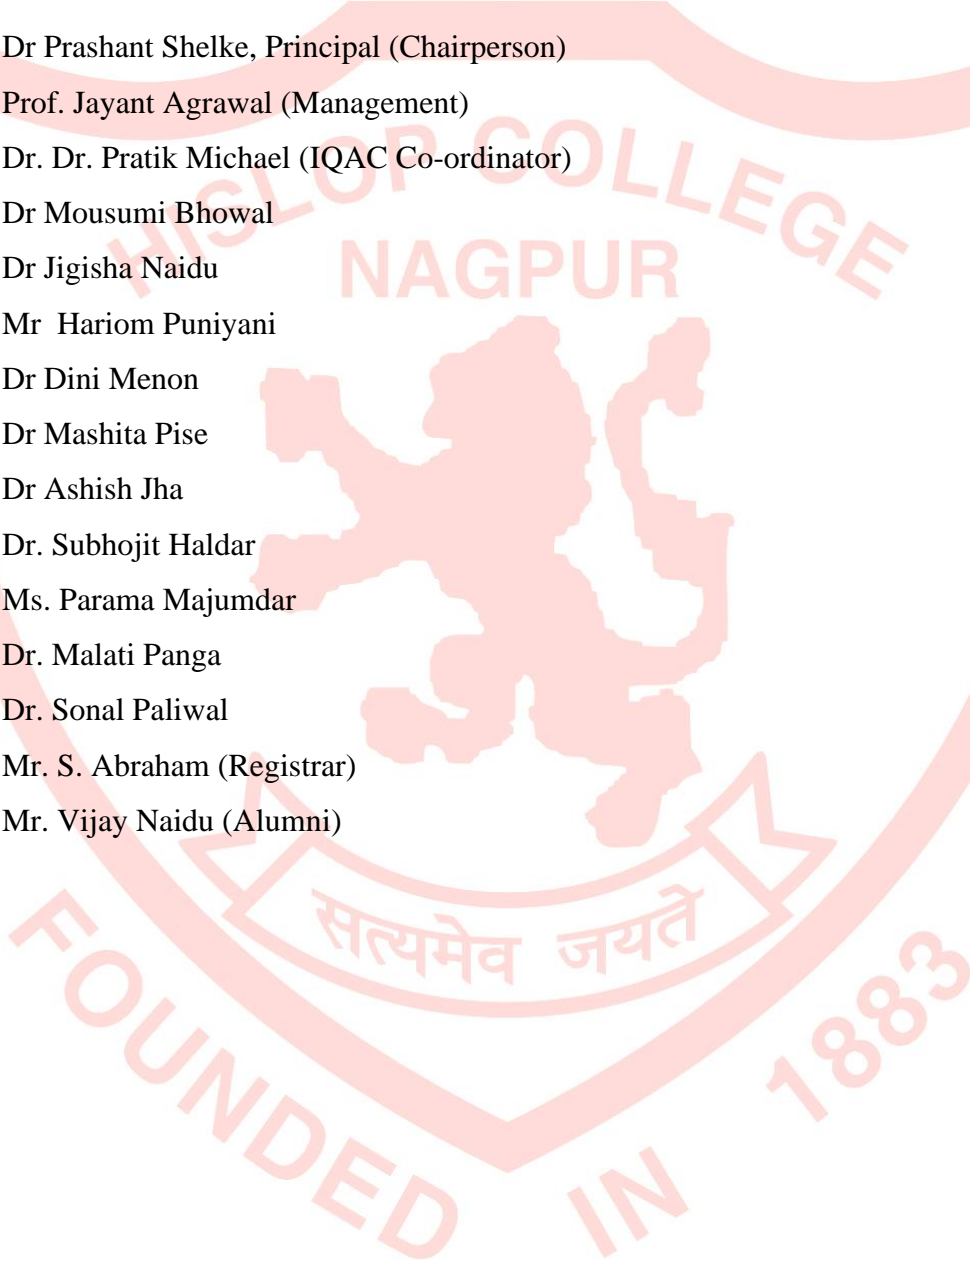 Dr Prashant Shelke, Principal (Chairperson)
Prof. Jayant Agrawal (Management)
Dr. Dr. Pratik Michael (IQAC Co-ordinator)
Dr Mousumi Bhowal
Dr Jigisha Naidu
Mr  Hariom Puniyani
Dr Dini Menon
Dr Mashita Pise
Dr Ashish Jha
Dr. Subhojit Haldar
Ms. Parama Majumdar
Dr. Malati Panga
Dr. Sonal Paliwal
Mr. S. Abraham (Registrar)
Mr. Vijay Naidu (Alumni)
HISLOP COLLEGE
NAGPUR
सत्यमेव जयते
FOUNDED IN 1883